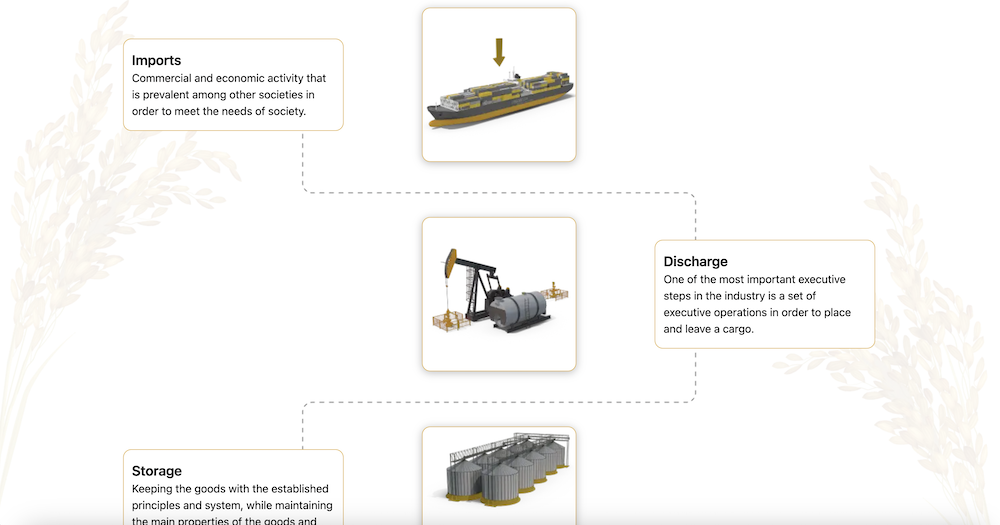 Imports
Commercial and economic activity that
is prevalent among other societies in
order to meet the needs of society.
Discharge
One of the most important executive
steps in the industry is a set of
executive operations in order to place
and leave a cargo.
Storage
Keeping the goods with the established
principles and system, while maintaining
the main properties of the goods and